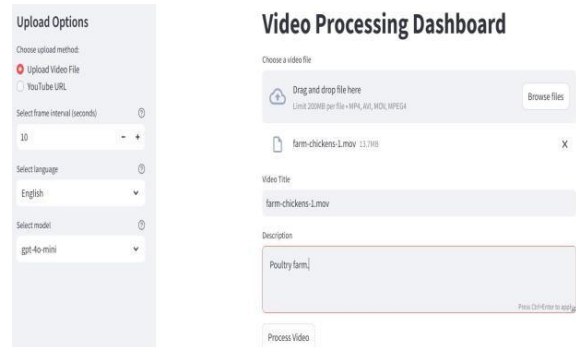 Upload Options
Choose upload method:
Upload Video File
YouTube URL
Select frame interval (seconds)
10
- +
Select language
English
Select model
gpt-4o-mini
Video Processing Dashboard
Choose a video file
Drag and drop file here
Limit 200MB per file • MP4, AVI, MOV, MPEG4
Browse files
farm-chickens-1.mov 11.7MB
X
Video Title
farm-chickens-1.mov
Description
Poultry farm.
Press Ctrl+Enter to apply
Process Video